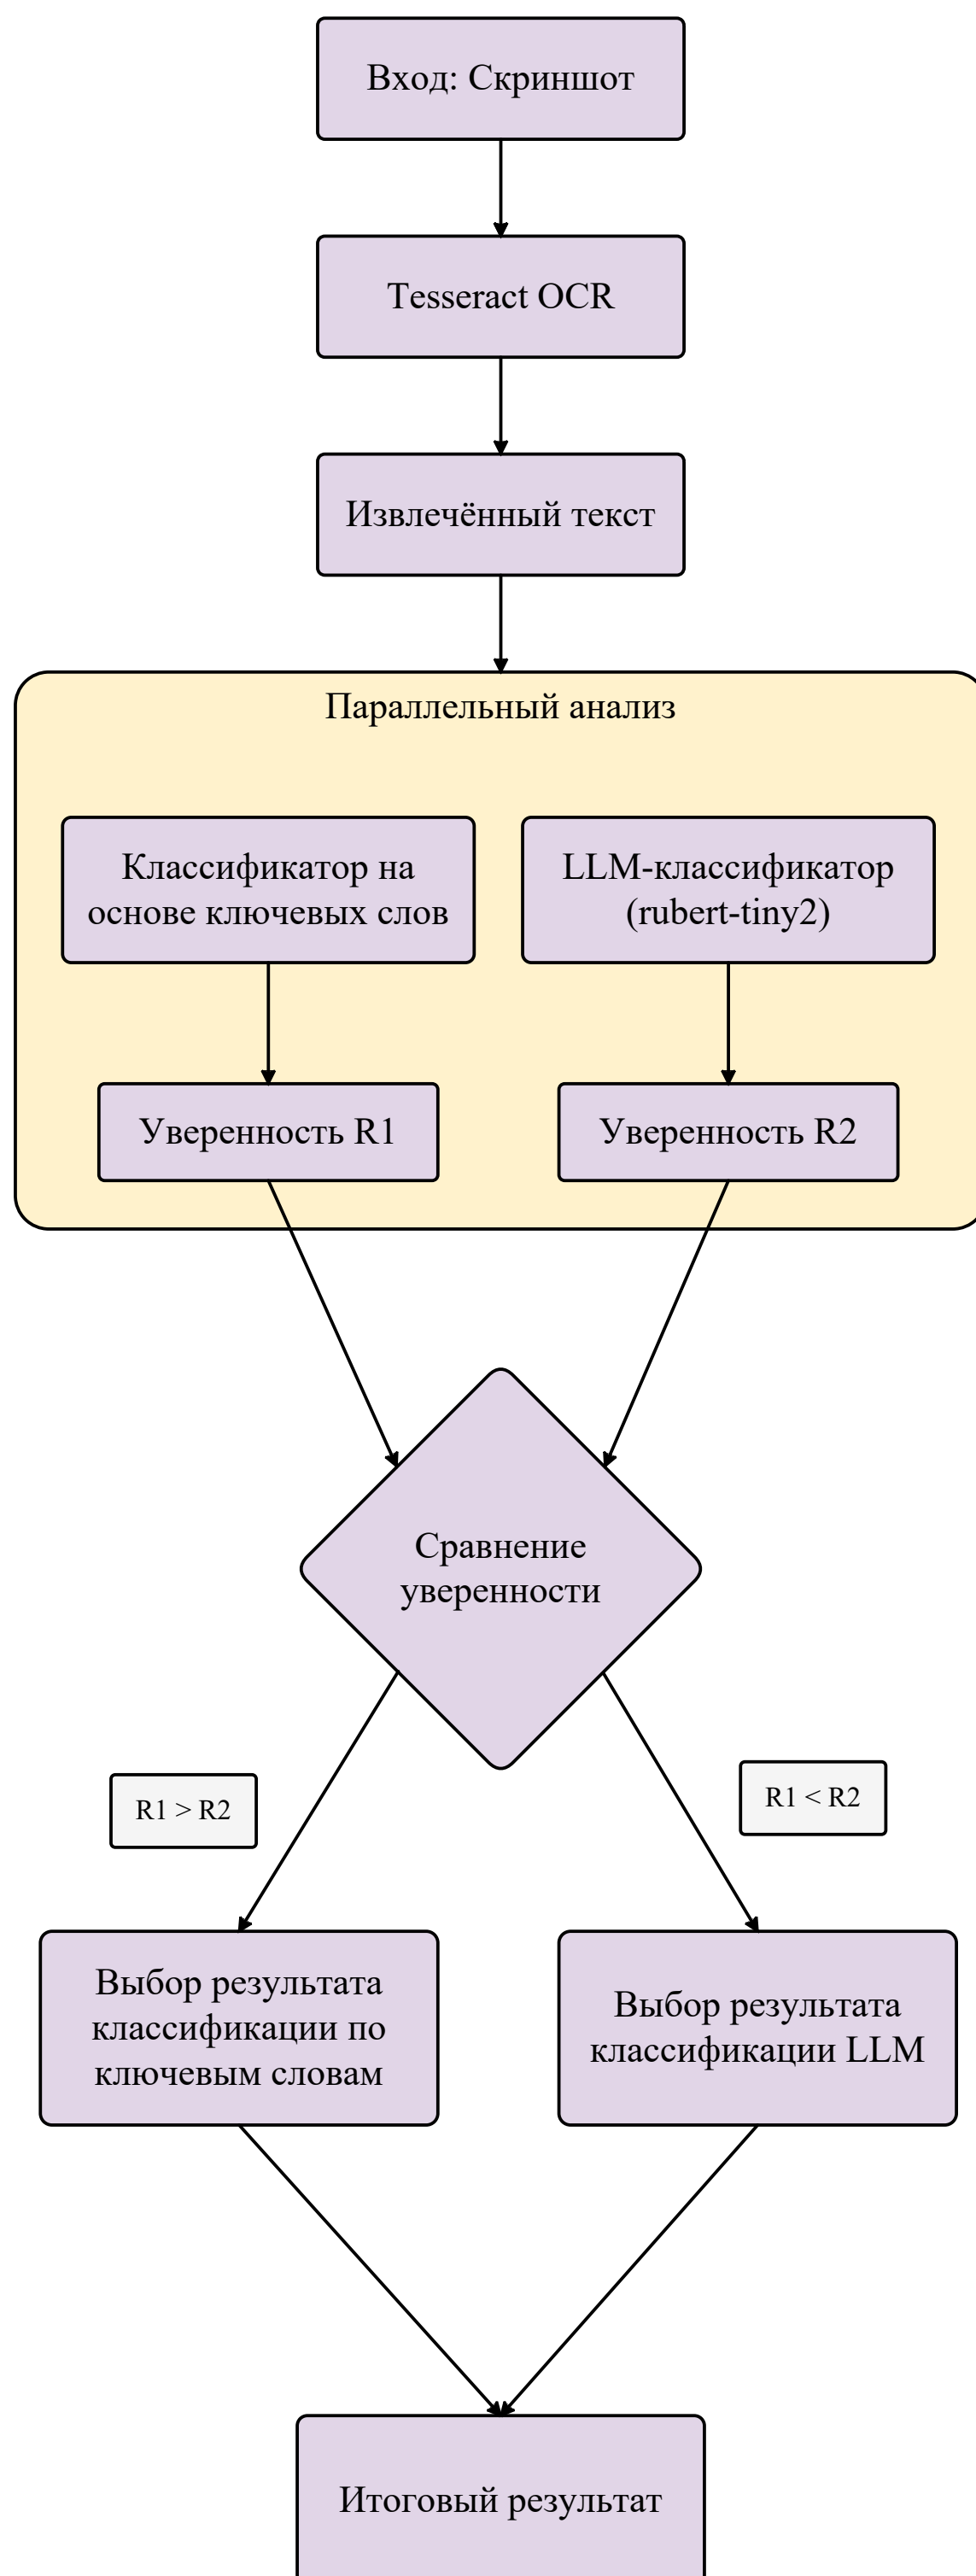 Вход: Скриншот
Tesseract OCR
Извлечённый текст
Параллельный анализ
Классификатор на
основе ключевых слов
LLM-классификатор
(rubert-tiny2)
Уверенность R1
Уверенность R2
Сравнение
уверенности
R1 > R2
R1 < R2
Выбор результата
классификации по
ключевым словам
Выбор результата
классификации LLM
Итоговый результат